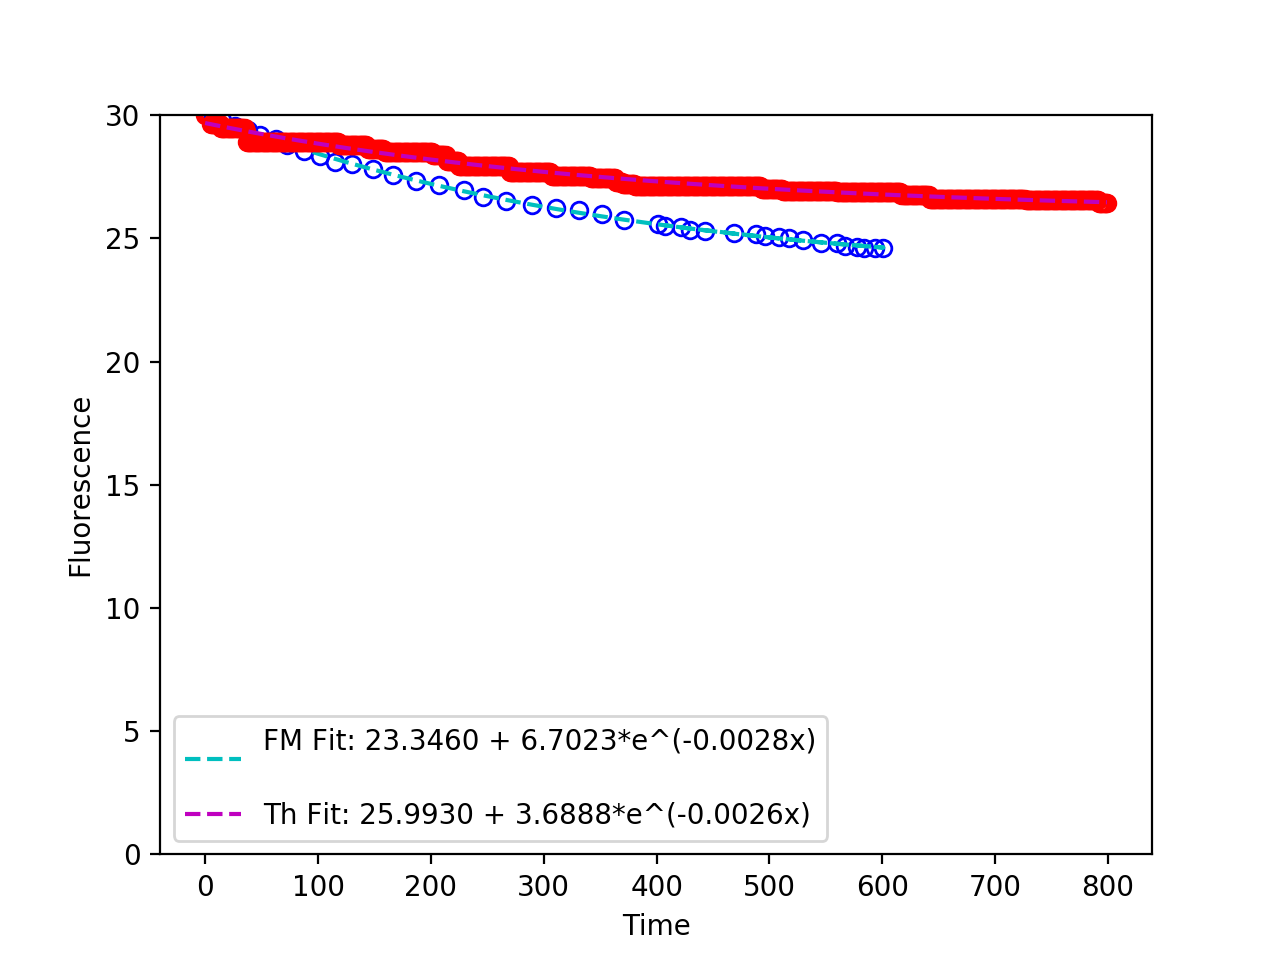 30
25
20
15
10
5
0
Fluorescence
FM Fit: 23.3460 + 6.7023*e^(-0.0028x)
Th Fit: 25.9930 + 3.6888*e^(-0.0026x)
0 100 200 300 400 500 600 700 800
Time